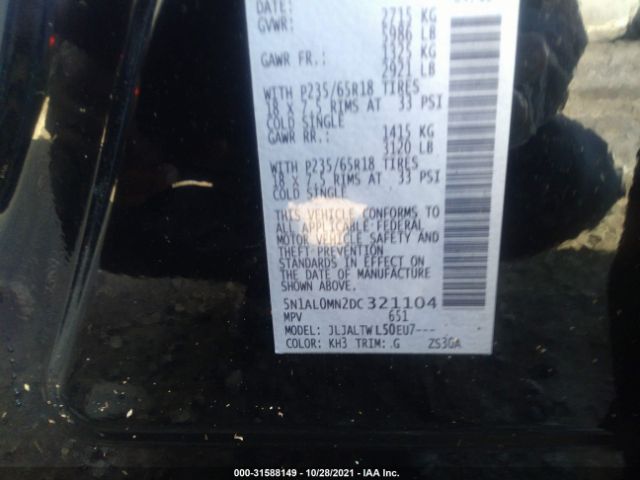 DATE:
GVWR: 2715 KG
5986 LB
GAWR FR.: 1325 KG
2921 LB
WITH P235/65R18 TIRES
18 X 7.5 RIMS AT 33 PSI
COLD SINGLE
GAWR RR.: 1415 KG
3120 LB
WITH P235/65R18 TIRES
18 X 7.5 RIMS AT 33 PSI
COLD SINGLE
THIS VEHICLE CONFORMS TO
ALL APPLICABLE FEDERAL
MOTOR VEHICLE SAFETY AND
THEFT PREVENTION
STANDARDS IN EFFECT ON
THE DATE OF MANUFACTURE
SHOWN ABOVE.
5N1AL0MN2DC321104
MPV 651
MODEL: JLJALTWL50EU7---
COLOR: KH3 TRIM: G ZS3GA
000-31588149 | 10/28/2021 - IAA Inc.